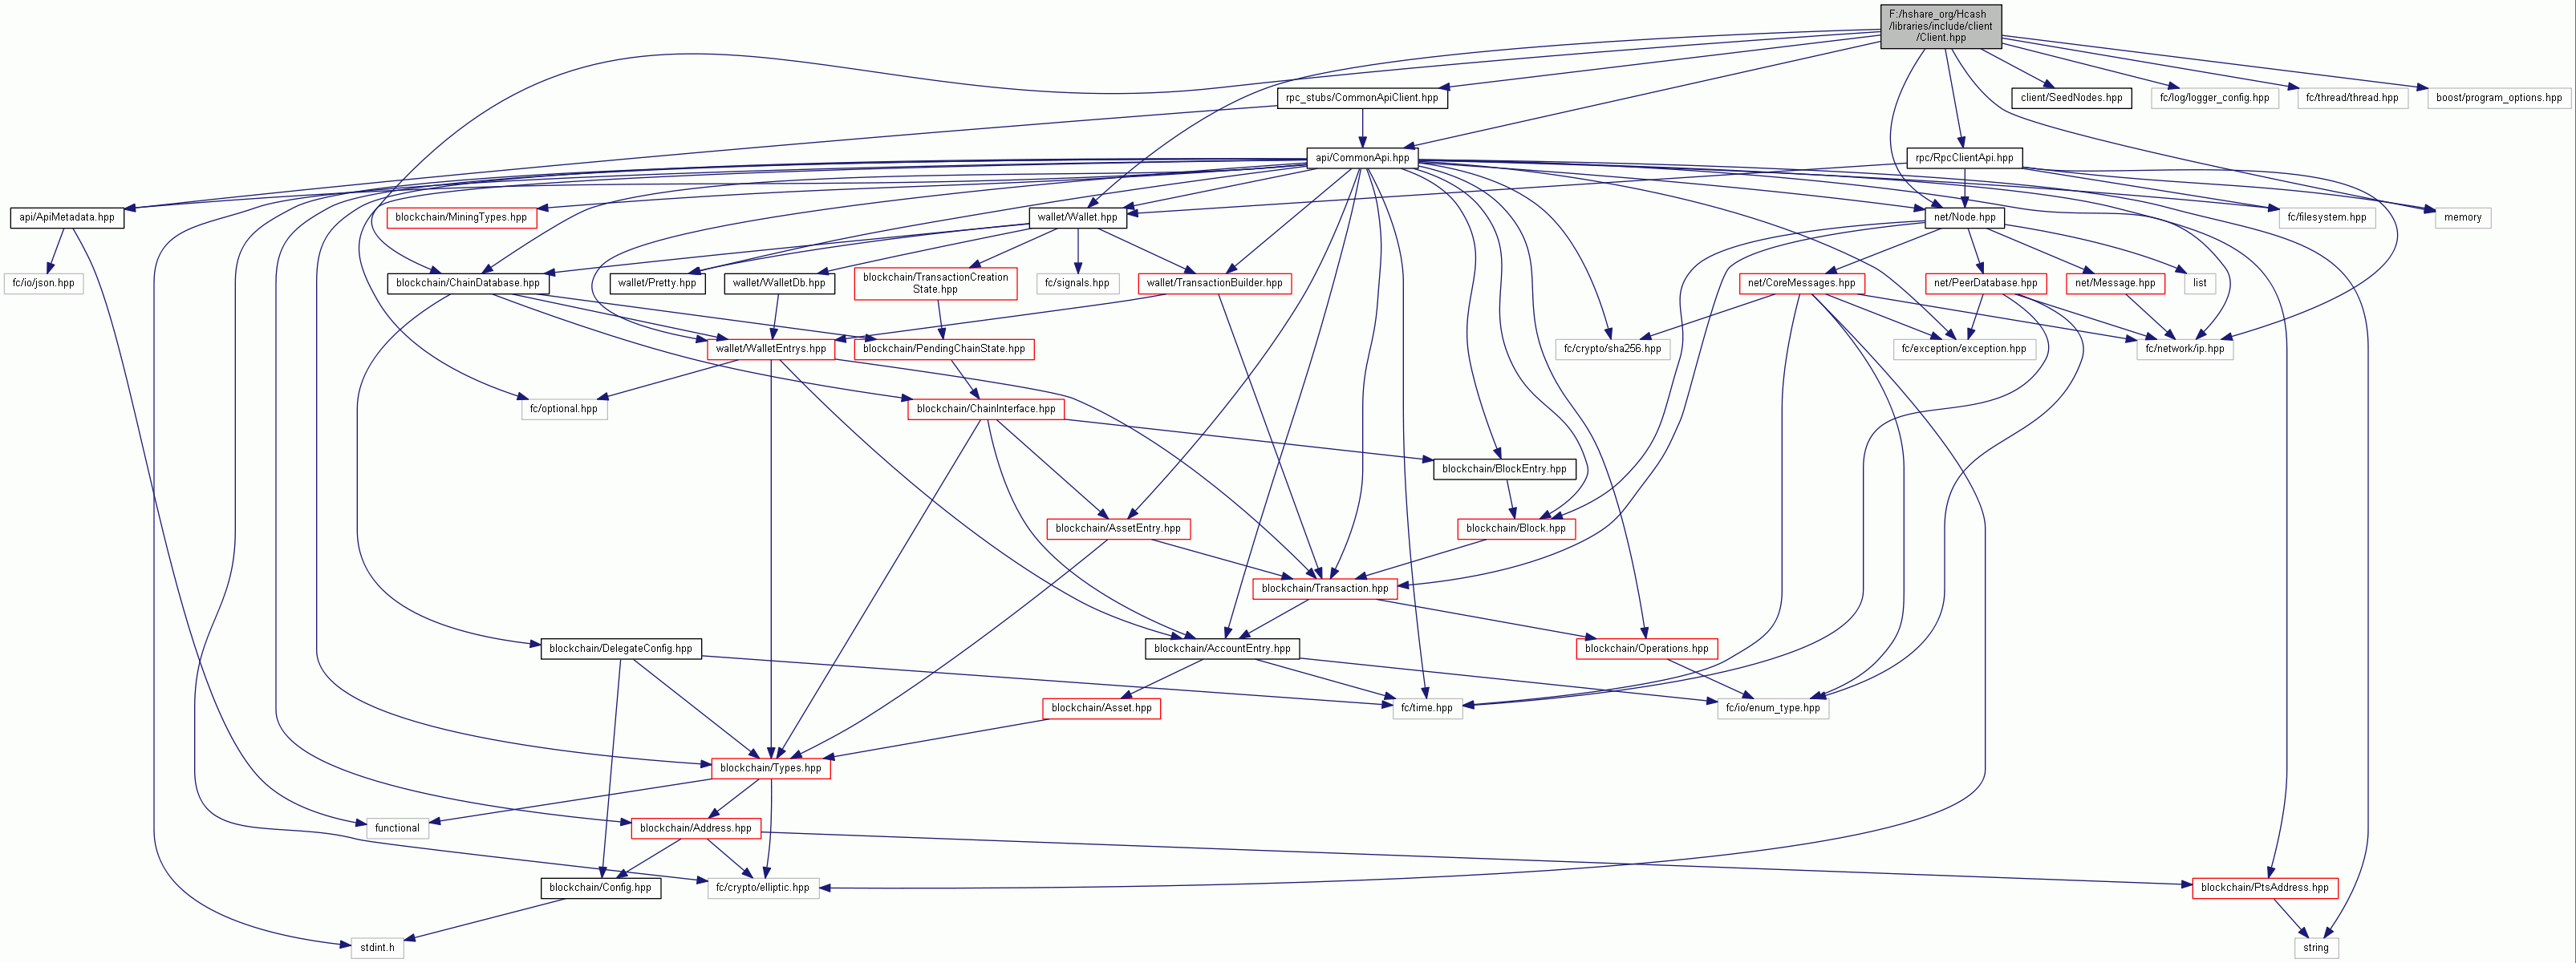 F:/hshare_org/Hcash
/libraries/include/client
/Client.hpp
rpc_stubs/CommonApiClient.hpp
client/SeedNodes.hpp
fc/log/logger_config.hpp
fc/thread/thread.hpp
boost/program_options.hpp
api/CommonApi.hpp
rpc/RpcClientApi.hpp
api/ApiMetadata.hpp
blockchain/MiningTypes.hpp
wallet/Wallet.hpp
net/Node.hpp
fc/filesystem.hpp
memory
fc/io/json.hpp
blockchain/ChainDatabase.hpp
wallet/Pretty.hpp
wallet/WalletDb.hpp
blockchain/TransactionCreation
State.hpp
fc/signals.hpp
wallet/TransactionBuilder.hpp
net/CoreMessages.hpp
net/PeerDatabase.hpp
net/Message.hpp
list
wallet/WalletEntrys.hpp
blockchain/PendingChainState.hpp
fc/crypto/sha256.hpp
fc/exception/exception.hpp
fc/network/ip.hpp
fc/optional.hpp
blockchain/ChainInterface.hpp
blockchain/BlockEntry.hpp
blockchain/AssetEntry.hpp
blockchain/Block.hpp
blockchain/Transaction.hpp
blockchain/DelegateConfig.hpp
blockchain/AccountEntry.hpp
blockchain/Operations.hpp
blockchain/Asset.hpp
fc/time.hpp
fc/io/enum_type.hpp
blockchain/Types.hpp
functional
blockchain/Address.hpp
blockchain/Config.hpp
fc/crypto/elliptic.hpp
blockchain/PtsAddress.hpp
stdint.h
string